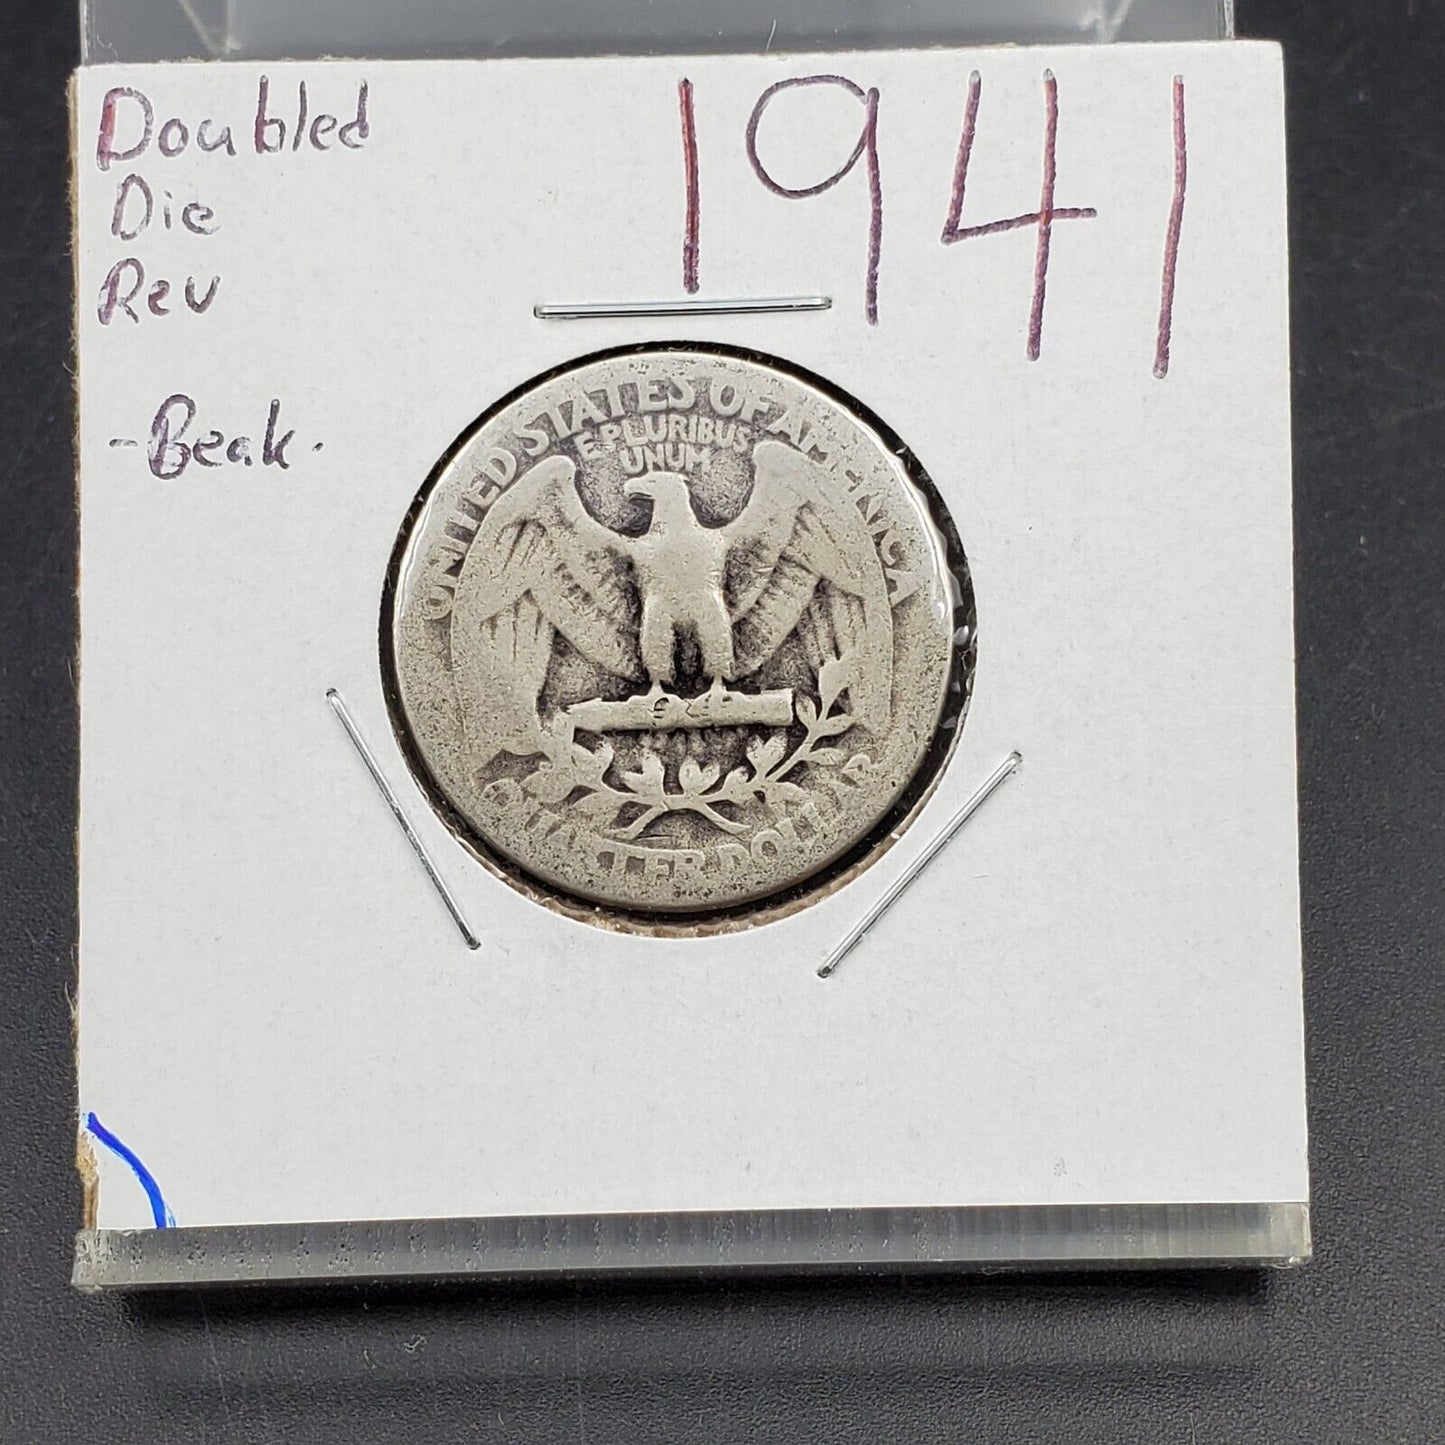 Doubled
Die
Rev
-Beak.
1941
UNITED STATES OF AMERICA
E PLURIBUS
UNUM
QUARTER DOLLAR